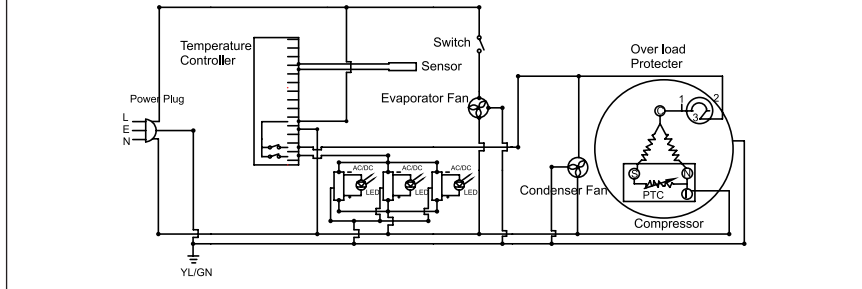 Switch
Temperature
Controller
Sensor
Over load
Protecter
Evaporator Fan
Power Plug
L
E
N
1
2
3
AC/DC
AC/DC
AC/DC
LED
LED
LED
S
N
PTC
Condenser Fan
Compressor
YL/GN